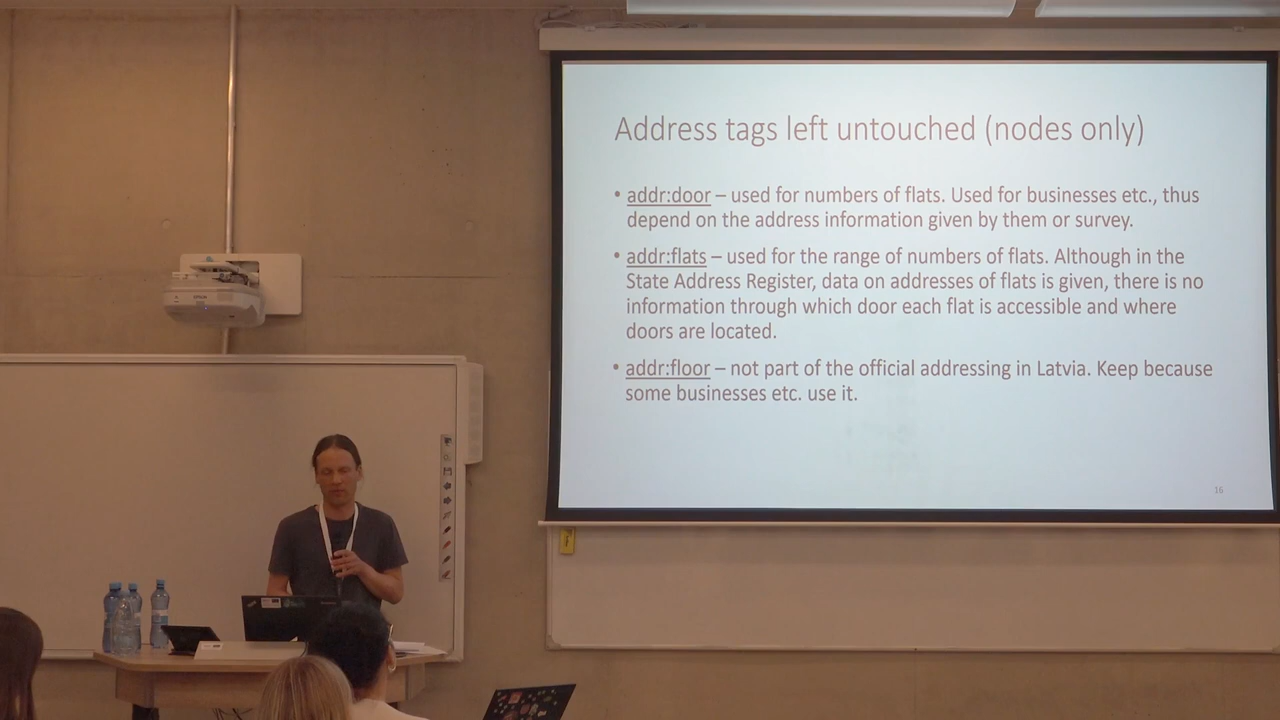 Address tags left untouched (nodes only)
• addr:door – used for numbers of flats. Used for businesses etc., thus
depend on the address information given by them or survey.
• addr:flats – used for the range of numbers of flats. Although in the
State Address Register, data on addresses of flats is given, there is no
information through which door each flat is accessible and where
doors are located.
• addr:floor – not part of the official addressing in Latvia. Keep because
some businesses etc. use it.
16
EPSON